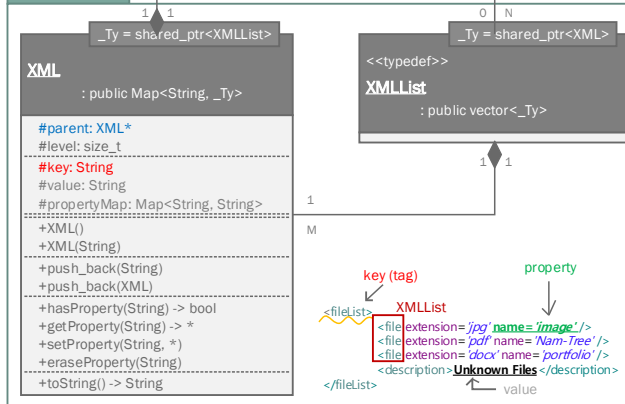 1 1
_Ty = shared_ptr<XMLList>
XML
: public Map<String, _Ty>
#parent: XML*
#level: size_t
#key: String
#value: String
#propertyMap: Map<String, String>
+XML()
+XML(String)
+push_back(String)
+push_back(XML)
+hasProperty(String) -> bool
+getProperty(String) -> *
+setProperty(String, *)
+eraseProperty(String)
+toString() -> String
0 N
_Ty = shared_ptr<XML>
<<typedef>>
XMLList
: public vector<_Ty>
1 1
1
M
key (tag)
property
XMLList
<fileList>
<file extension='jpg' name='image' />
<file extension='pdf' name='Nam-Tree' />
<file extension='docx' name='portfolio' />
<description>Unknown Files</description>
</fileList>
value